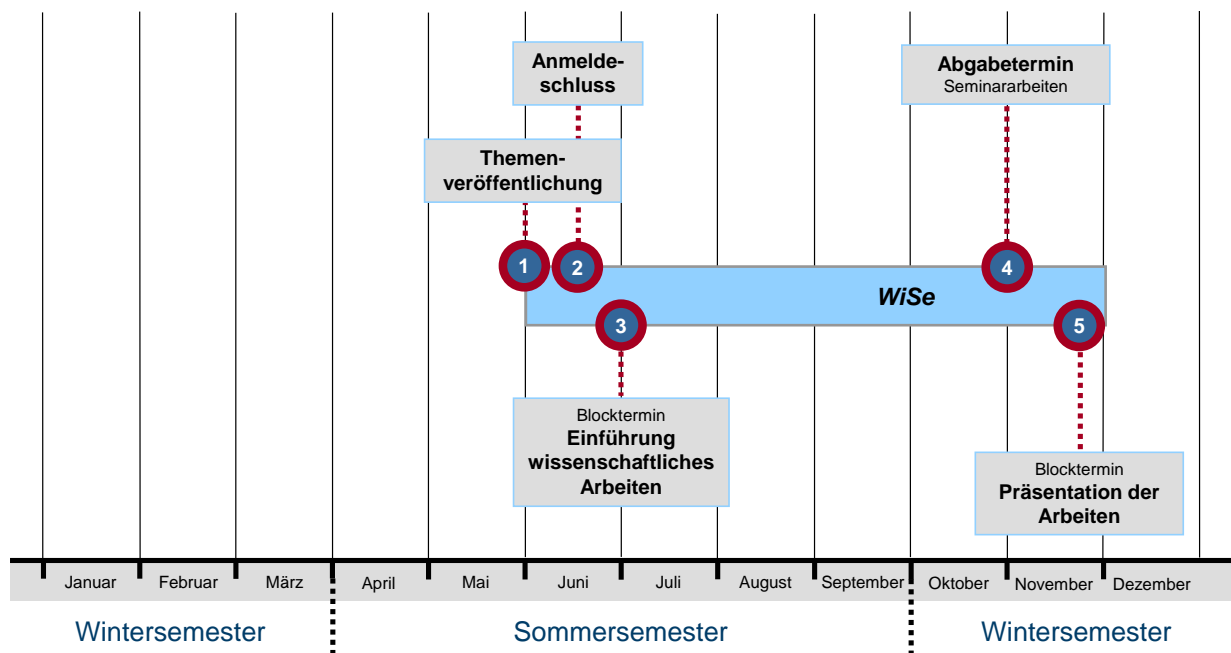 Anmelde-
schluss
Abgabetermin
Seminararbeiten
Themen-
veröffentlichung
1
2
4
WiSe
3
5
Blocktermin
Einführung
wissenschaftliches
Arbeiten
Blocktermin
Präsentation der
Arbeiten
Januar Februar März April Mai Juni Juli August September Oktober November Dezember
Wintersemester Sommersemester Wintersemester